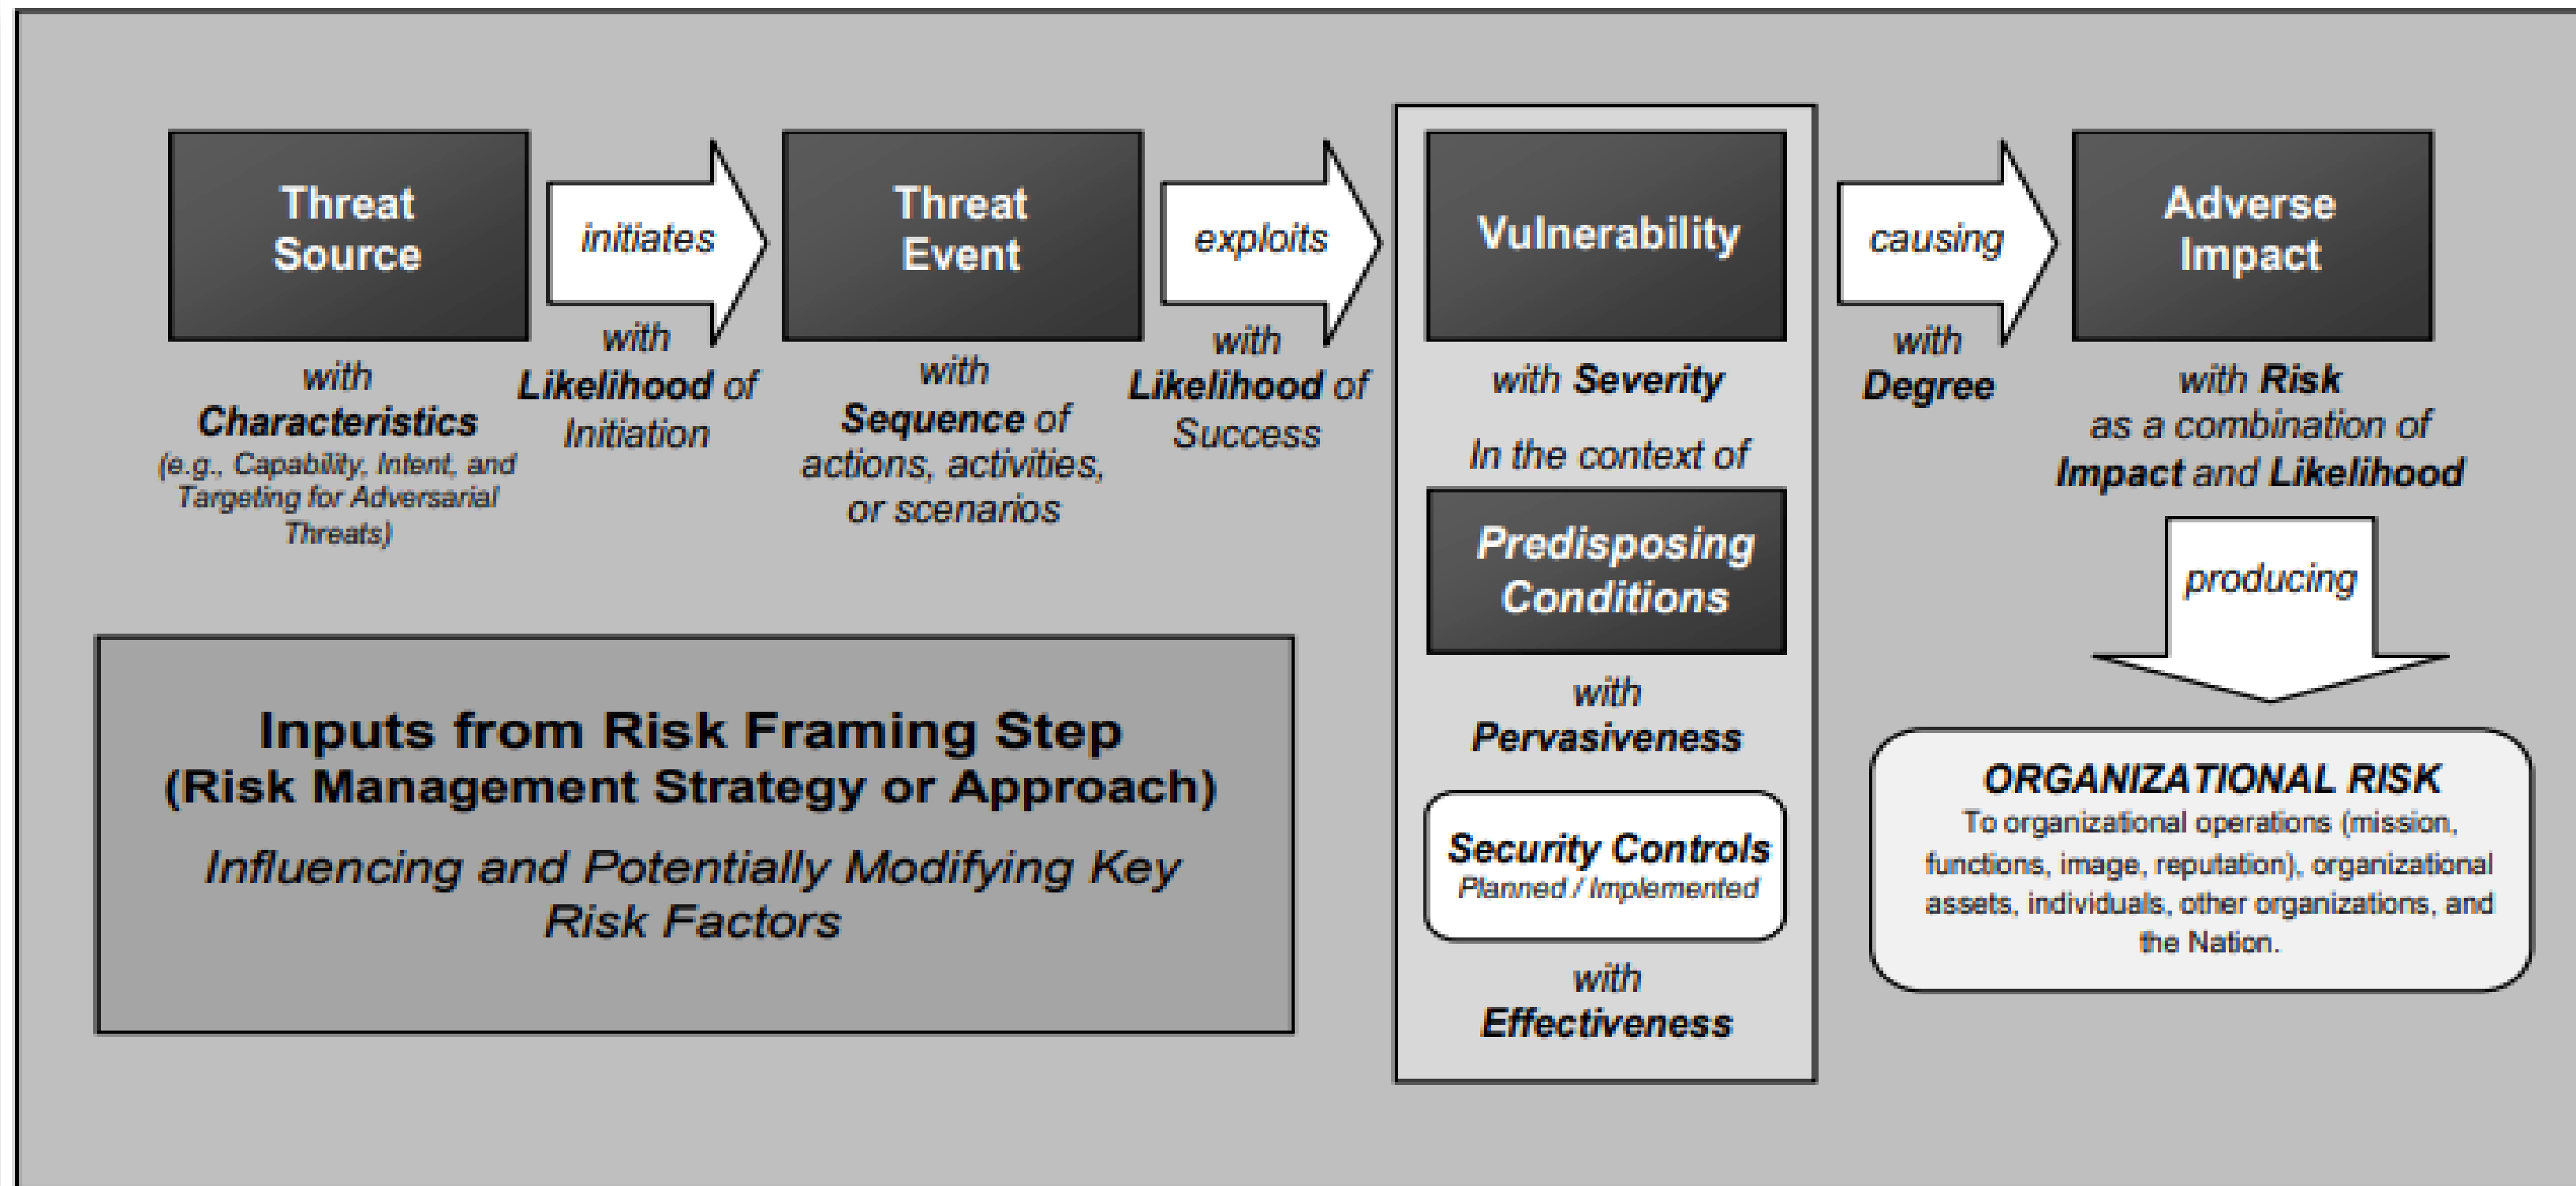 Threat
Source
initiates
Threat
Event
exploits
Vulnerability
causing
Adverse
Impact
with
Characteristics
(e.g., Capability, Intent, and
Targeting for Adversarial
Threats)
with
Likelihood of
Initiation
with
Sequence of
actions, activities,
or scenarios
with
Likelihood of
Success
with Severity
In the context of
Predisposing
Conditions
with
Pervasiveness
Security Controls
Planned / Implemented
with
Effectiveness
with
Degree
with Risk
as a combination of
Impact and Likelihood
producing
ORGANIZATIONAL RISK
To organizational operations (mission,
functions, image, reputation), organizational
assets, individuals, other organizations, and
the Nation.
Inputs from Risk Framing Step
(Risk Management Strategy or Approach)
Influencing and Potentially Modifying Key
Risk Factors